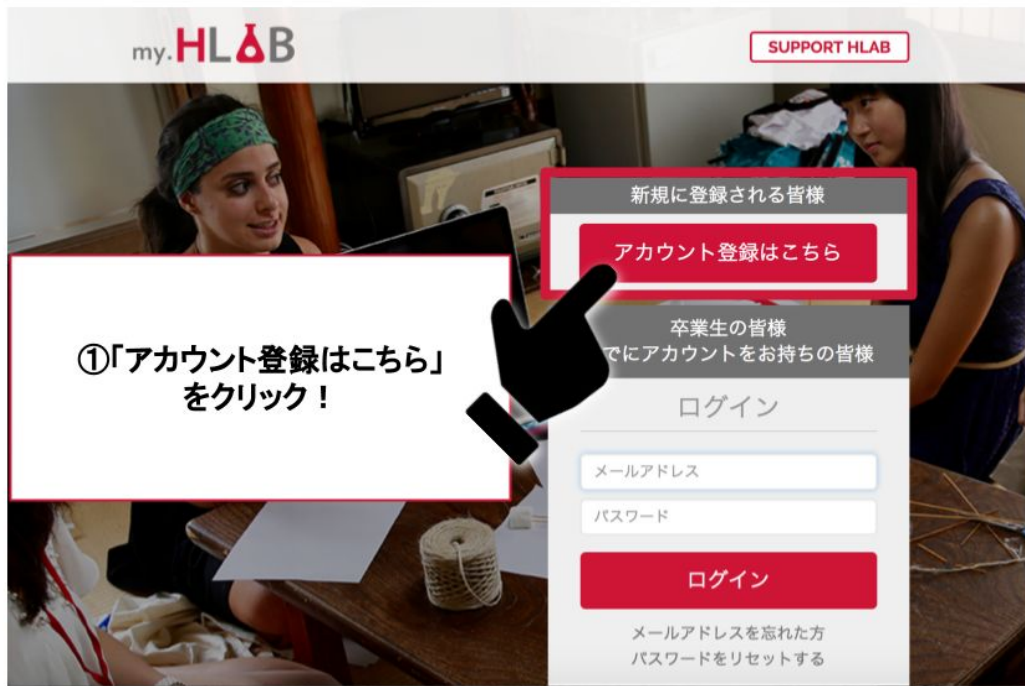 my.HLAB
SUPPORT HLAB
新規に登録される皆様
アカウント登録はこちら
①「アカウント登録はこちら」
をクリック！
卒業生の皆様
でにアカウントをお持ちの皆様
ログイン
メールアドレス
パスワード
ログイン
メールアドレスを忘れた方
パスワードをリセットする